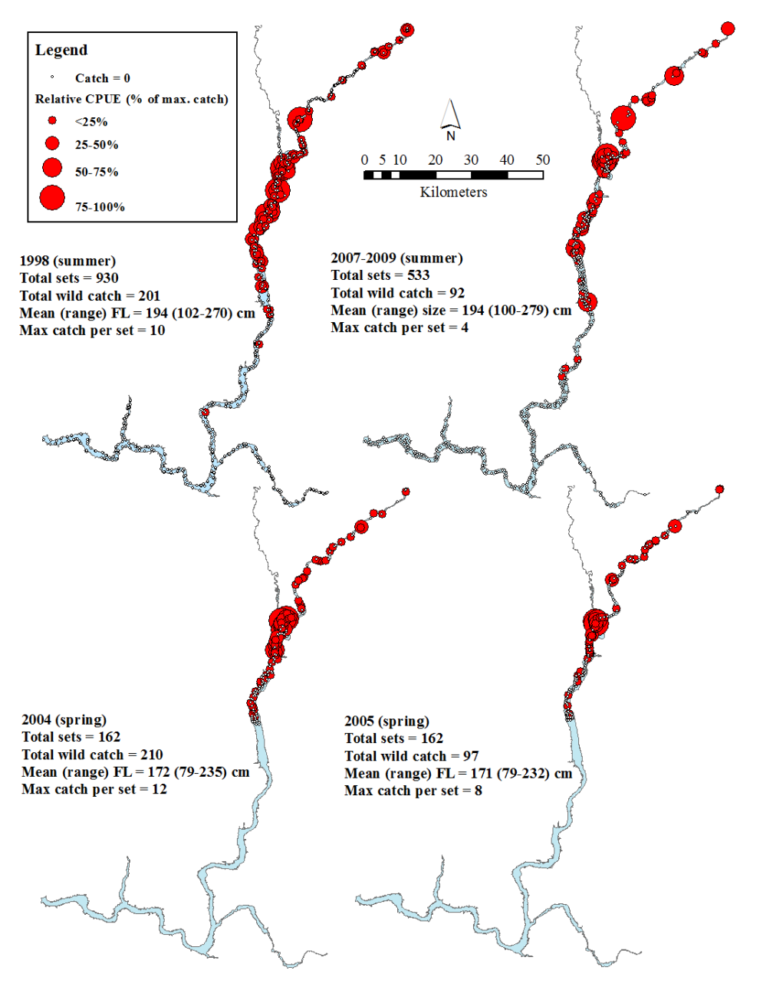 Legend
Catch = 0
Relative CPUE (% of max. catch)
<25%
25-50%
50-75%
75-100%
N
0 5 10 20 30 40 50
Kilometers
1998 (summer)
Total sets = 930
Total wild catch = 201
Mean (range) FL = 194 (102-270) cm
Max catch per set = 10
2007-2009 (summer)
Total sets = 533
Total wild catch = 92
Mean (range) size = 194 (100-279) cm
Max catch per set = 4
2004 (spring)
Total sets = 162
Total wild catch = 210
Mean (range) FL = 172 (79-235) cm
Max catch per set = 12
2005 (spring)
Total sets = 162
Total wild catch = 97
Mean (range) FL = 171 (79-232) cm
Max catch per set = 8